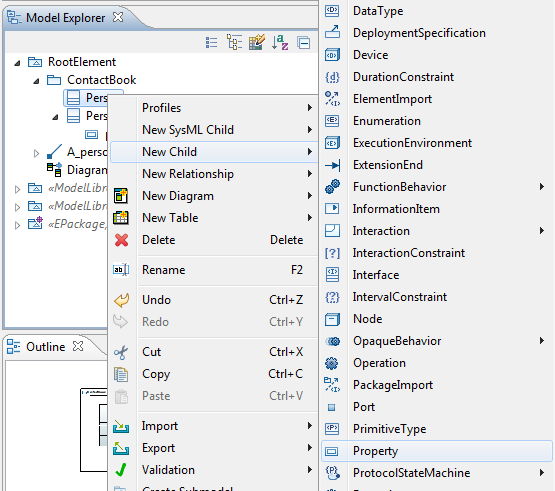 Model Explorer
RootElement
ContactBook
Pers
Pers
p
A_perso
Diagran
«ModelLibr
«ModelLibr
«EPackage,
Outline
Profiles
New SysML Child
New Child
New Relationship
New Diagram
New Table
Delete Delete
Rename F2
Undo Ctrl+Z
Redo Ctrl+Y
Cut Ctrl+X
Copy Ctrl+C
Paste Ctrl+V
Import
Export
Validation
Create Submodel
DataType
DeploymentSpecification
Device
DurationConstraint
ElementImport
Enumeration
ExecutionEnvironment
ExtensionEnd
FunctionBehavior
InformationItem
Interaction
InteractionConstraint
Interface
IntervalConstraint
Node
OpaqueBehavior
Operation
PackageImport
Port
PrimitiveType
Property
ProtocolStateMachine